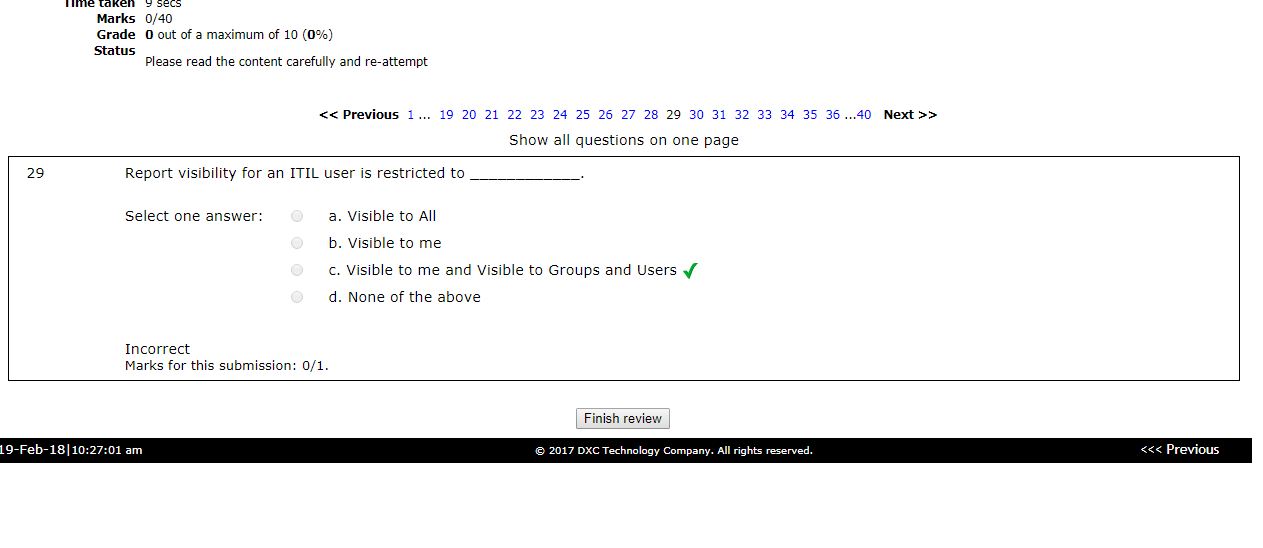 Time taken 9 secs
Marks 0/40
Grade 0 out of a maximum of 10 (0%)
Status
Please read the content carefully and re-attempt
<< Previous 1 ... 19 20 21 22 23 24 25 26 27 28 29 30 31 32 33 34 35 36 ...40 Next >>
Show all questions on one page
29 Report visibility for an ITIL user is restricted to ____________.
Select one answer: a. Visible to All
b. Visible to me
c. Visible to me and Visible to Groups and Users
d. None of the above
Incorrect
Marks for this submission: 0/1.
Finish review
19-Feb-18|10:27:01 am © 2017 DXC Technology Company. All rights reserved. <<< Previous